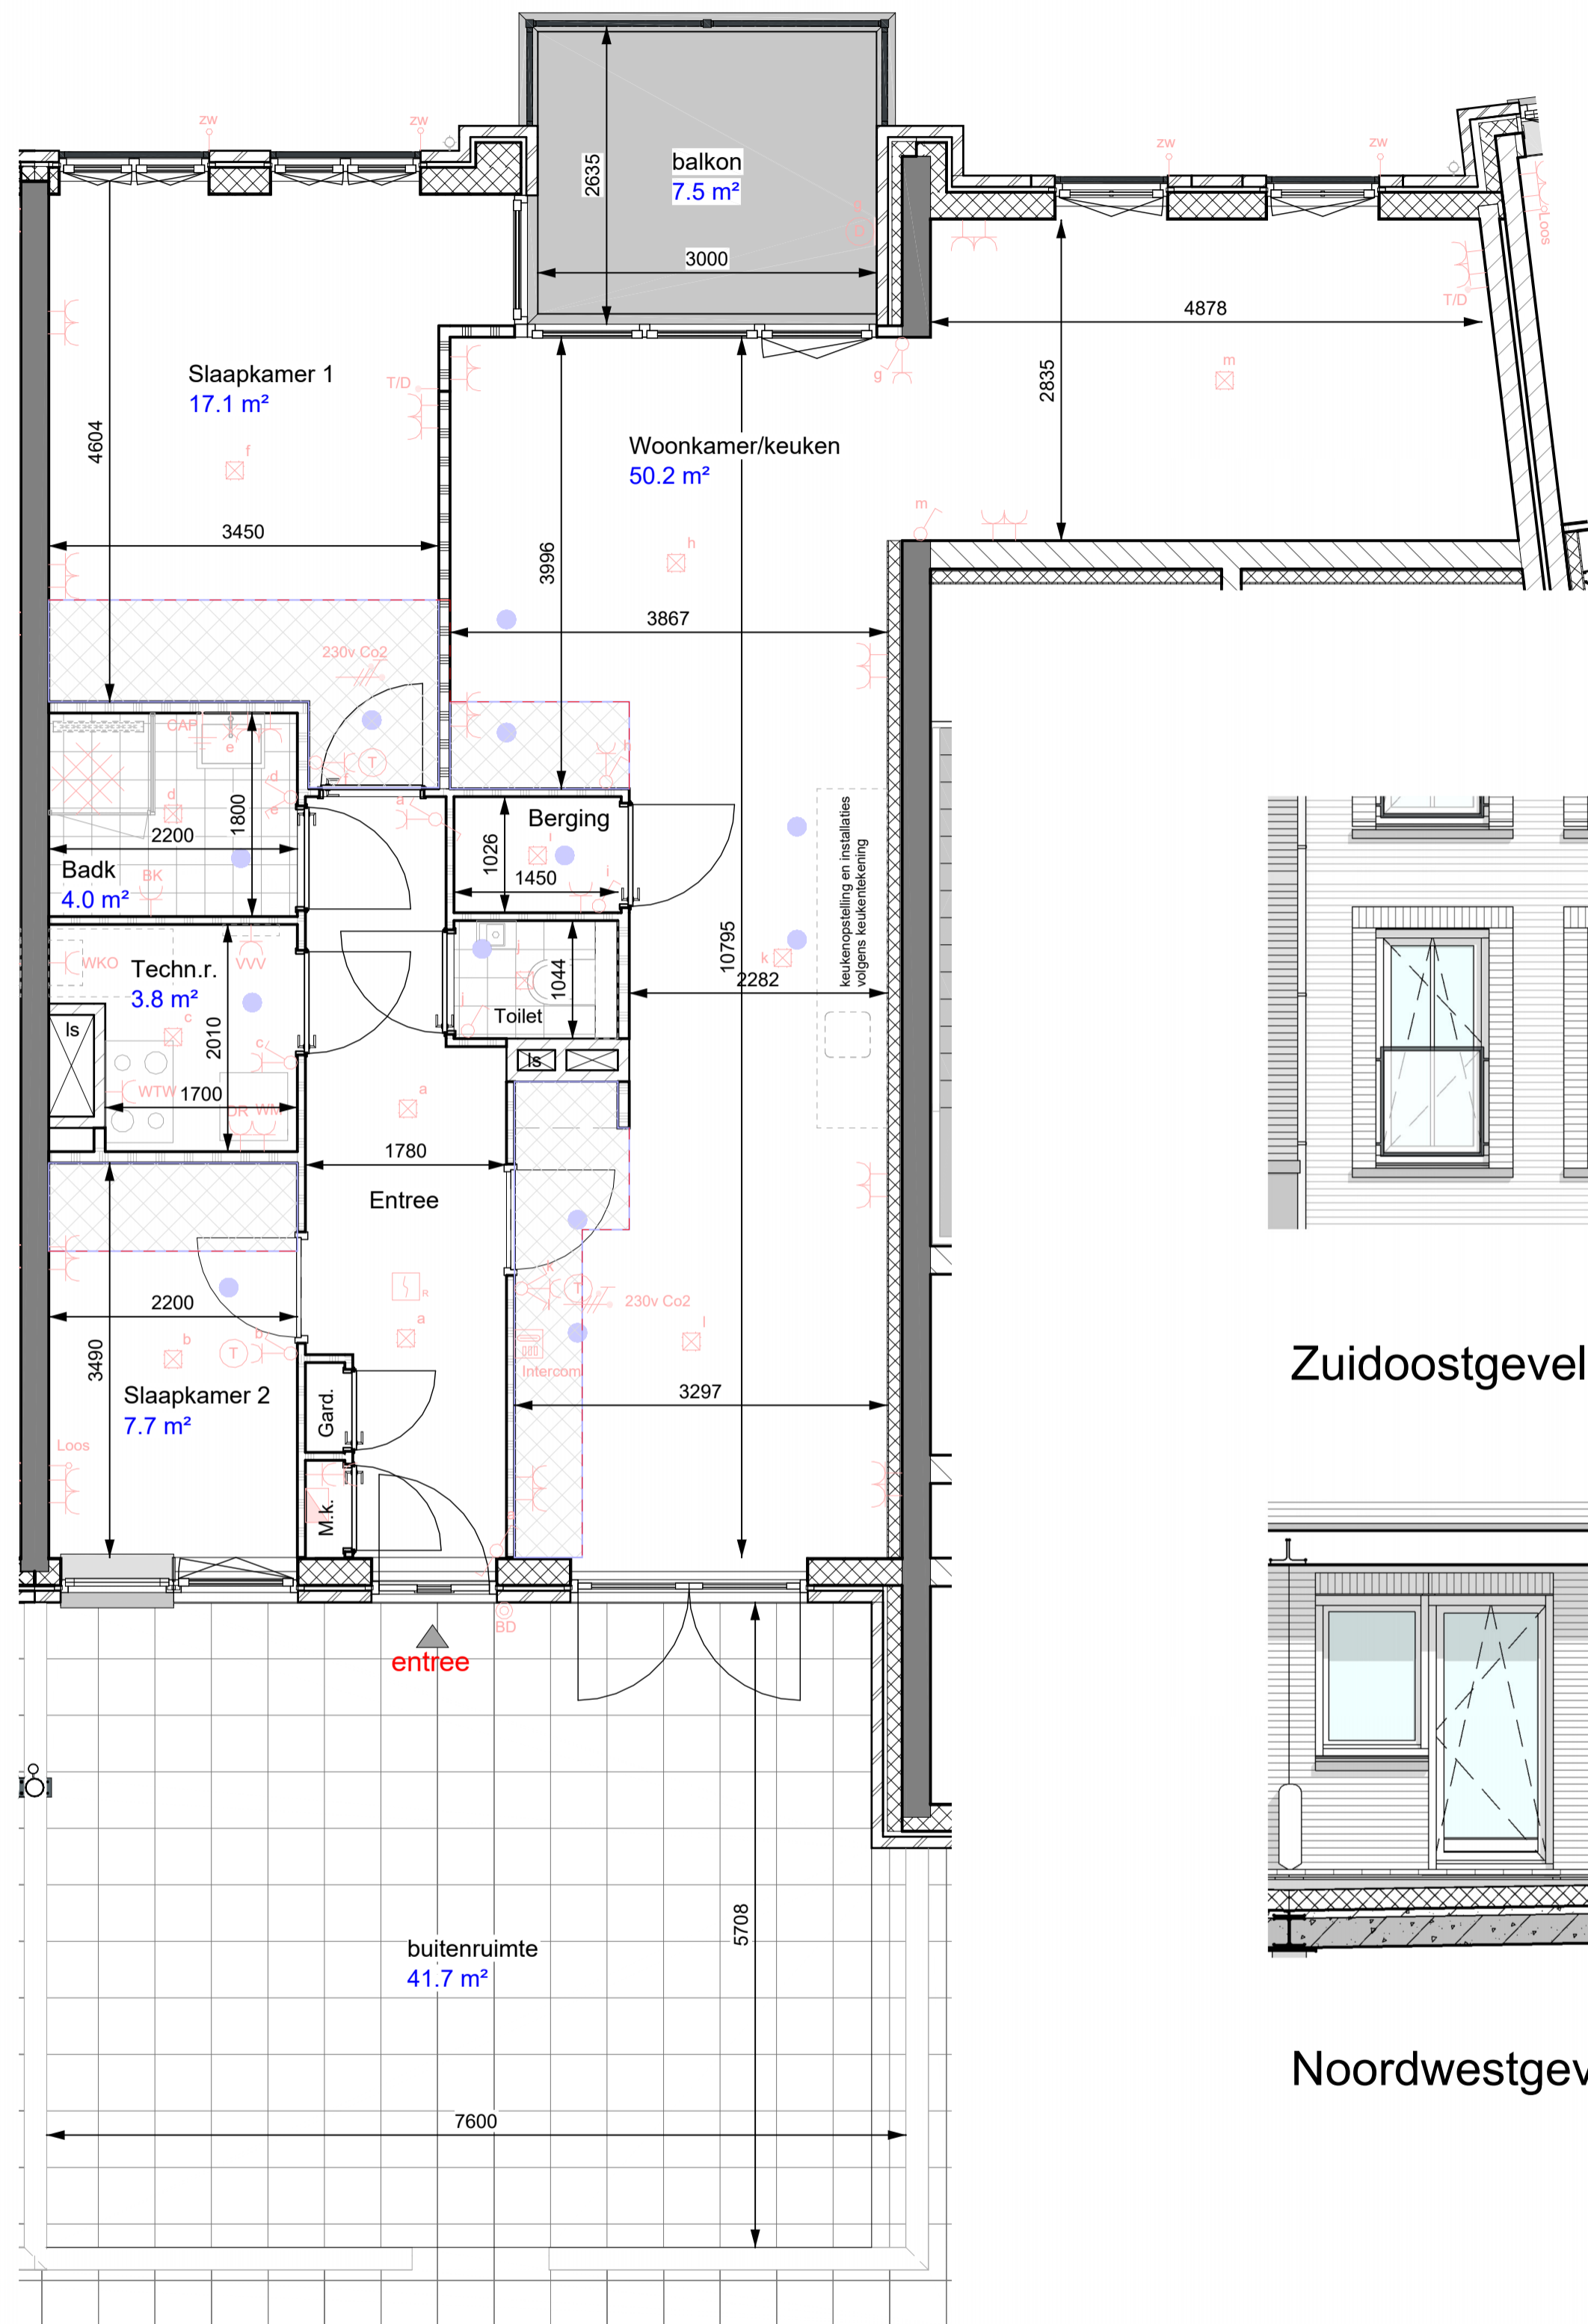 zw
zw
zw
zw
balkon
7.5 m²
2635
3000
g
D
Loos
T/D
4878
2835
m
g
Slaapkamer 1
17.1 m²
T/D
4604
f
Woonkamer/keuken
50.2 m²
3450
3996
h
m
3867
230v Co2
CAP
e
d
d
e
1800
2200
Badk
4.0 m²
BK
T
f
a
h
Berging
1026
i
1450
i
keukenopstelling en installaties
volgens keukentekening
10795
k
2282
WKO
Techn.r.
3.8 m²
VVV
ls
c
2010
c
WTW
1700
DR
WM
j
1044
j
Toilet
ls
a
1780
Entree
R
a
k
T
l
230v Co2
l
Intercom
3297
2200
3490
b
T
b
Slaapkamer 2
7.7 m²
Loos
Gard.
M.k.
a
BD
entree
5708
buitenruimte
41.7 m²
7600
Zuidoostgevel
Noordwestgev